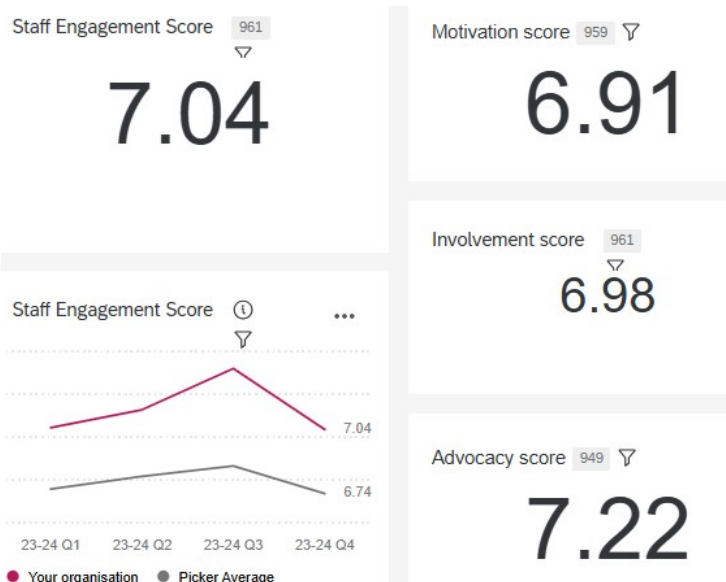 Staff Engagement Score 961
7.04
Motivation score 959
6.91
Involvement score 961
6.98
Staff Engagement Score
7.04
6.74
23-24 Q1 23-24 Q2 23-24 Q3 23-24 Q4
Your organisation Picker Average
Advocacy score 949
7.22